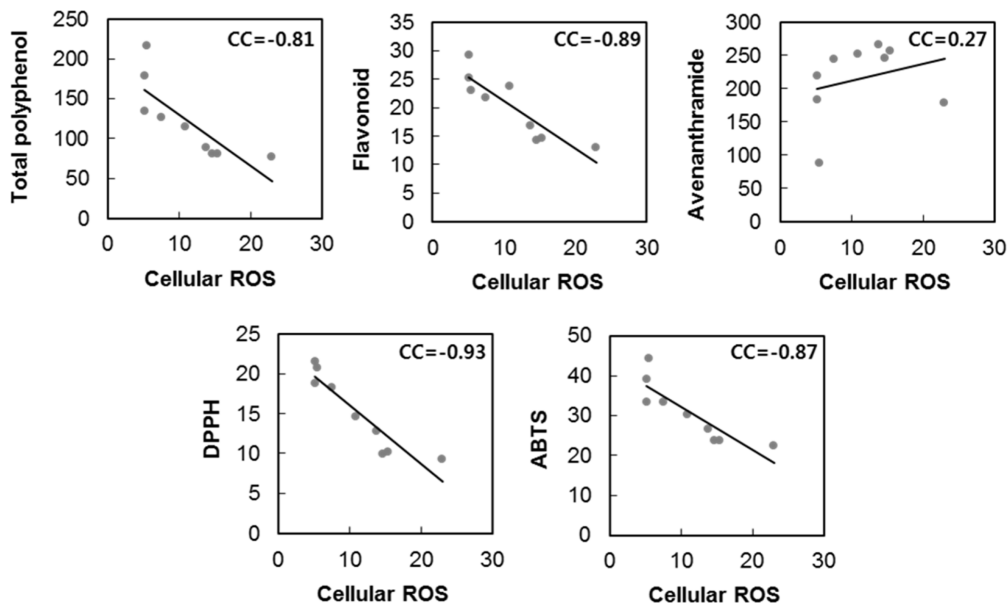 Total polyphenol
250
200
150
100
50
0
0 10 20 30
Cellular ROS
CC=-0.81
Flavonoid
35
30
25
20
15
10
5
0
0 10 20 30
Cellular ROS
CC=-0.89
Avenanthramide
300
250
200
150
100
50
0
0 10 20 30
Cellular ROS
CC=0.27
DPPH
25
20
15
10
5
0
0 10 20 30
Cellular ROS
CC=-0.93
ABTS
50
40
30
20
10
0
0 10 20 30
Cellular ROS
CC=-0.87